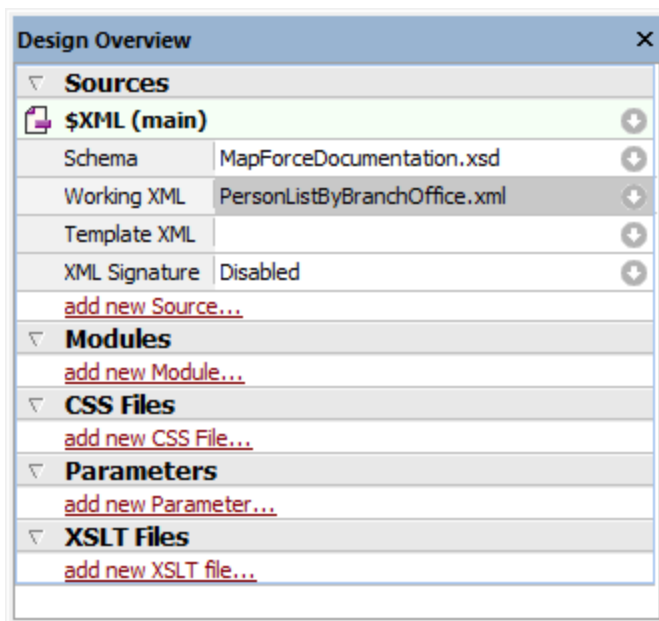 Design Overview
Sources
$XML (main)
Schema MapForceDocumentation.xsd
Working XML PersonListByBranchOffice.xml
Template XML
XML Signature Disabled
add new Source...
Modules
add new Module...
CSS Files
add new CSS File...
Parameters
add new Parameter...
XSLT Files
add new XSLT file...